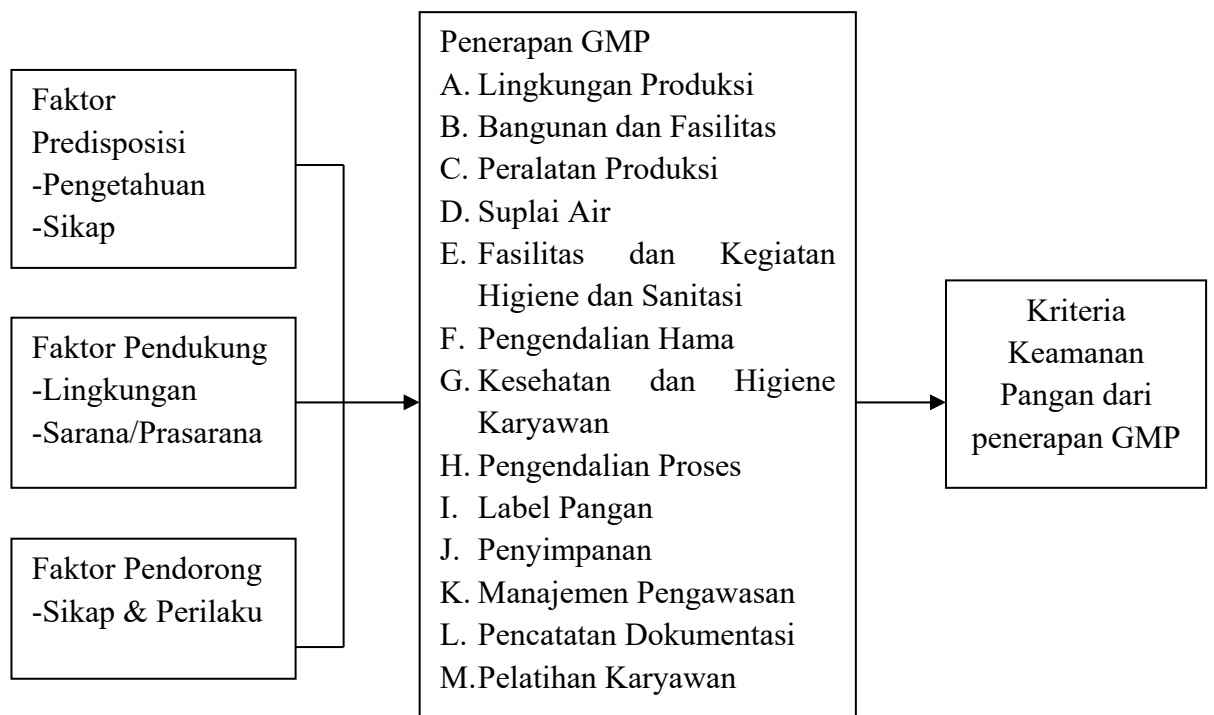 Faktor
Predisposisi
-Pengetahuan
-Sikap
Faktor Pendukung
-Lingkungan
-Sarana/Prasarana
Faktor Pendorong
-Sikap & Perilaku
Penerapan GMP
A. Lingkungan Produksi
B. Bangunan dan Fasilitas
C. Peralatan Produksi
D. Suplai Air
E. Fasilitas dan Kegiatan
Higiene dan Sanitasi
F. Pengendalian Hama
G. Kesehatan dan Higiene
Karyawan
H. Pengendalian Proses
I. Label Pangan
J. Penyimpanan
K. Manajemen Pengawasan
L. Pencatatan Dokumentasi
M.Pelatihan Karyawan
Kriteria
Keamanan
Pangan dari
penerapan GMP